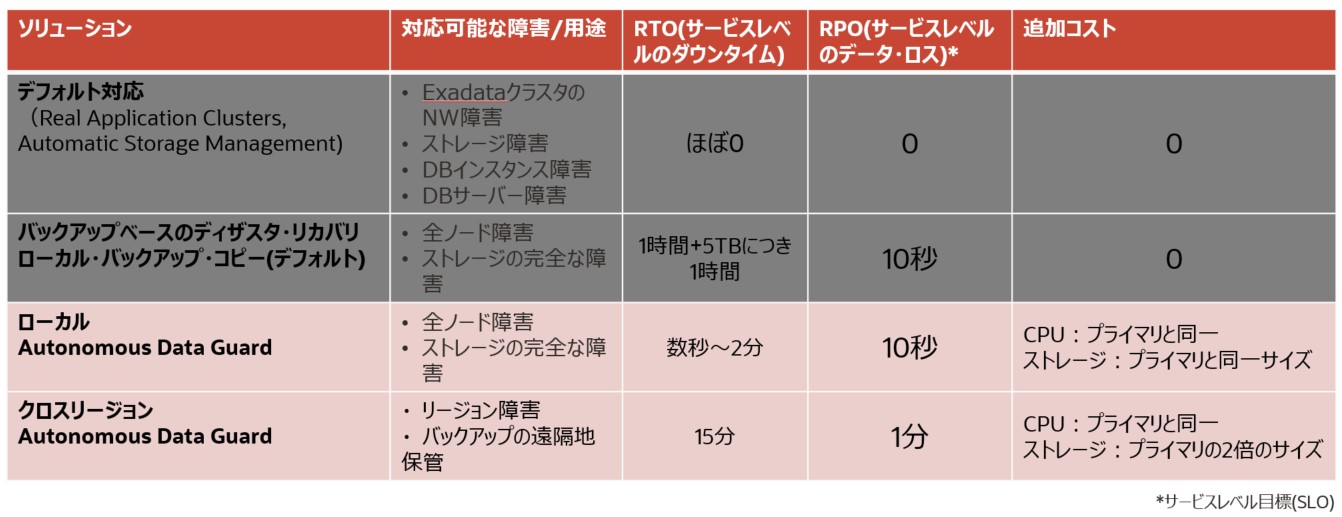 ソリューション
対応可能な障害/用途
RTO(サービスレベ
ルのダウンタイム)
RPO(サービスレベル
のデータ・ロス)*
追加コスト
デフォルト対応
（Real Application Clusters,
Automatic Storage Management)
• Exadataクラスタの
NW障害
• ストレージ障害
• DBインスタンス障害
• DBサーバー障害
ほぼ0
0
0
バックアップベースのディザスタ・リカバリ
ローカル・バックアップ・コピー(デフォルト)
• 全ノード障害
• ストレージの完全な障
害
1時間+5TBにつき
1時間
10秒
0
ローカル
Autonomous Data Guard
• 全ノード障害
• ストレージの完全な障
害
数秒～2分
10秒
CPU：プライマリと同一
ストレージ：プライマリと同一サイズ
クロスリージョン
Autonomous Data Guard
・ リージョン障害
・ バックアップの遠隔地
保管
15分
1分
CPU：プライマリと同一
ストレージ：プライマリの2倍のサイズ
*サービスレベル目標(SLO)